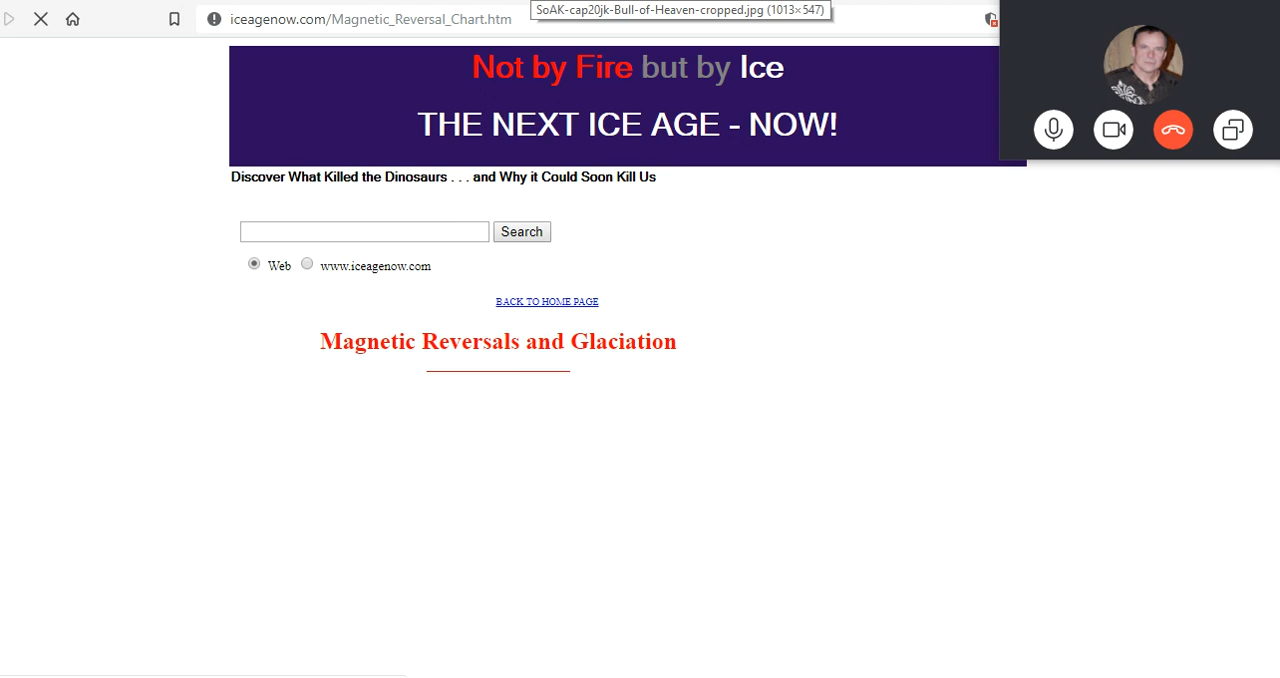 SoAK-cap20jk-Bull-of-Heaven-cropped.jpg (1013×547)
iceagenow.com/Magnetic_Reversal_Chart.htm
Not by Fire but by Ice
THE NEXT ICE AGE - NOW!
Discover What Killed the Dinosaurs . . . and Why it Could Soon Kill Us
Search
Web www.iceagenow.com
BACK TO HOME PAGE
Magnetic Reversals and Glaciation